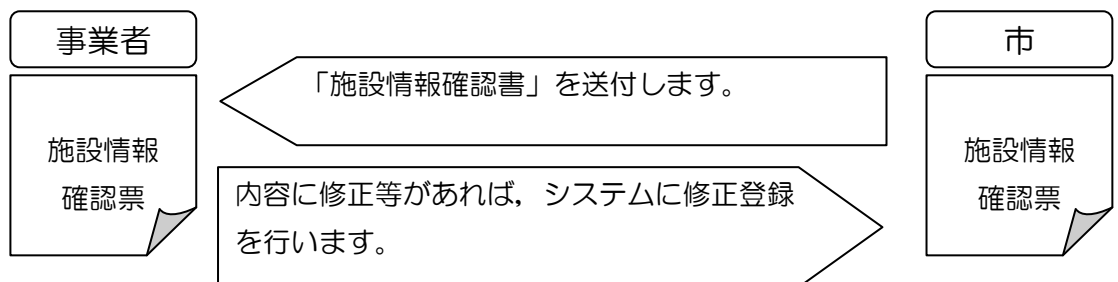 事業者
市
「施設情報確認書」を送付します。
施設情報
確認票
施設情報
確認票
内容に修正等があれば，システムに修正登録
を行います。